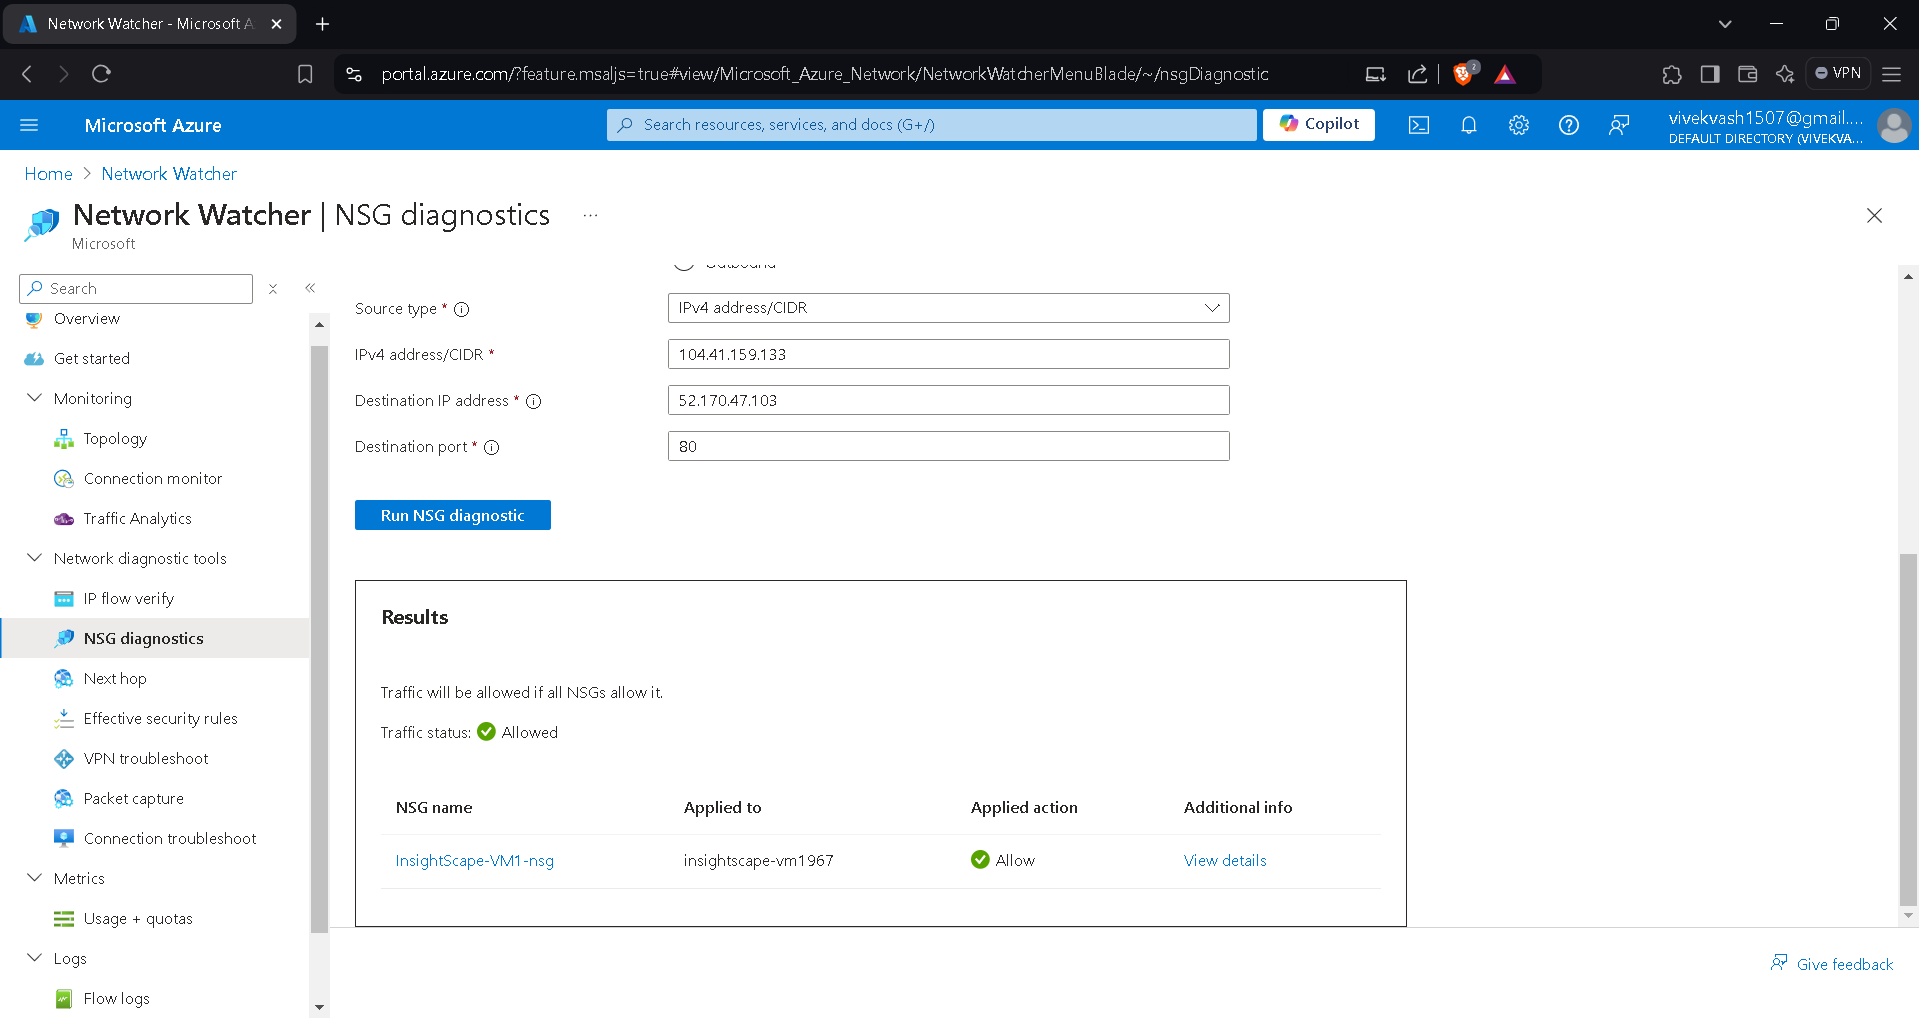 Network Watcher - Microsoft A
portal.azure.com/?feature.msaljs=true#view/Microsoft_Azure_Network/NetworkWatcherMenuBlade/~/nsgDiagnostic
2
VPN
Microsoft Azure
Search resources, services, and docs (G+/)
Copilot
vivekvash1507@gmail....
DEFAULT DIRECTORY (VIVEKVA...
Home > Network Watcher
Network Watcher | NSG diagnostics ...
Microsoft
Search
Overview
Get started
Monitoring
Topology
Connection monitor
Traffic Analytics
Network diagnostic tools
IP flow verify
NSG diagnostics
Next hop
Effective security rules
VPN troubleshoot
Packet capture
Connection troubleshoot
Metrics
Usage + quotas
Logs
Flow logs
Outbound
Source type *
IPv4 address/CIDR
IPv4 address/CIDR *
104.41.159.133
Destination IP address *
52.170.47.103
Destination port *
80
Run NSG diagnostic
Results
Traffic will be allowed if all NSGs allow it.
Traffic status: Allowed
NSG name Applied to Applied action Additional info
InsightScape-VM1-nsg insightscape-vm1967 Allow View details
Give feedback